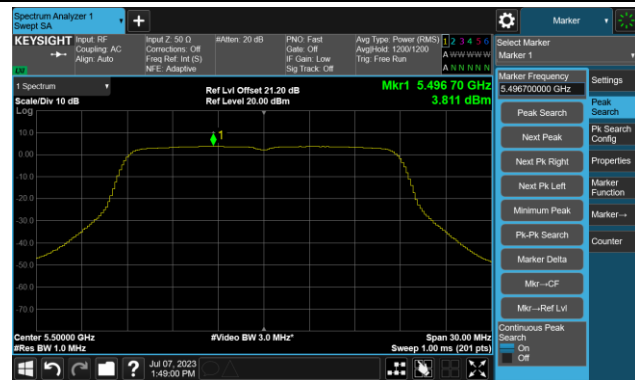 Spectrum Analyzer 1
Swept SA
+
Marker
KEYSIGHT
Input: RF
Coupling: AC
Align: Auto
Input Z: 50 Ω
Corrections: Off
Freq Ref: Int (S)
NFE: Adaptive
#Atten: 20 dB
PNO: Fast
Gate: Off
IF Gain: Low
Sig Track: Off
Avg Type: Power (RMS)
Avg|Hold: 1200/1200
Trig: Free Run
1 2 3 4 5 6
A W W W W W
A N N N N N
Select Marker
Marker 1
1 Spectrum
Scale/Div 10 dB
Log
Ref Lvl Offset 21.20 dB
Ref Level 20.00 dBm
Mkr1 5.496 70 GHz
3.811 dBm
1
10.0
0.00
-10.0
-20.0
-30.0
-40.0
-50.0
-60.0
-70.0
Center 5.50000 GHz
#Res BW 1.0 MHz
#Video BW 3.0 MHz*
Span 30.00 MHz
Sweep 1.00 ms (201 pts)
Marker Frequency
5.496700000 GHz
Peak Search
Next Peak
Next Pk Right
Next Pk Left
Minimum Peak
Pk-Pk Search
Marker Delta
Mkr→CF
Mkr→Ref Lvl
Continuous Peak
Search
On
Off
Settings
Peak
Search
Pk Search
Config
Properties
Marker
Function
Marker→
Counter
?
Jul 07, 2023
1:49:00 PM